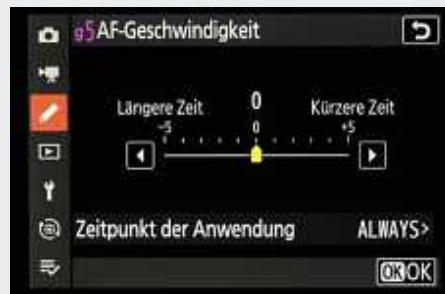 g5 AF-Geschwindigkeit
Längere Zeit 0 Kürzere Zeit
-5 0 +5
Zeitpunkt der Anwendung ALWAYS>
OK OK